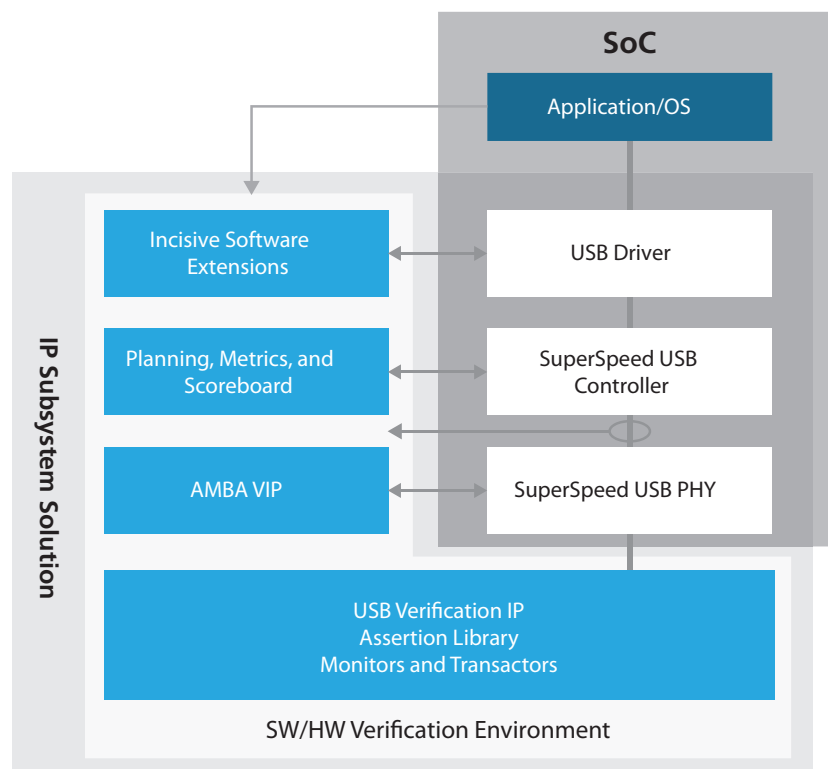 SoC
Application/OS
Incisive Software
Extensions
USB Driver
Planning, Metrics, and
Scoreboard
SuperSpeed USB
Controller
AMBA VIP
SuperSpeed USB PHY
IP Subsystem Solution
USB Verification IP
Assertion Library
Monitors and Transactors
SW/HW Verification Environment